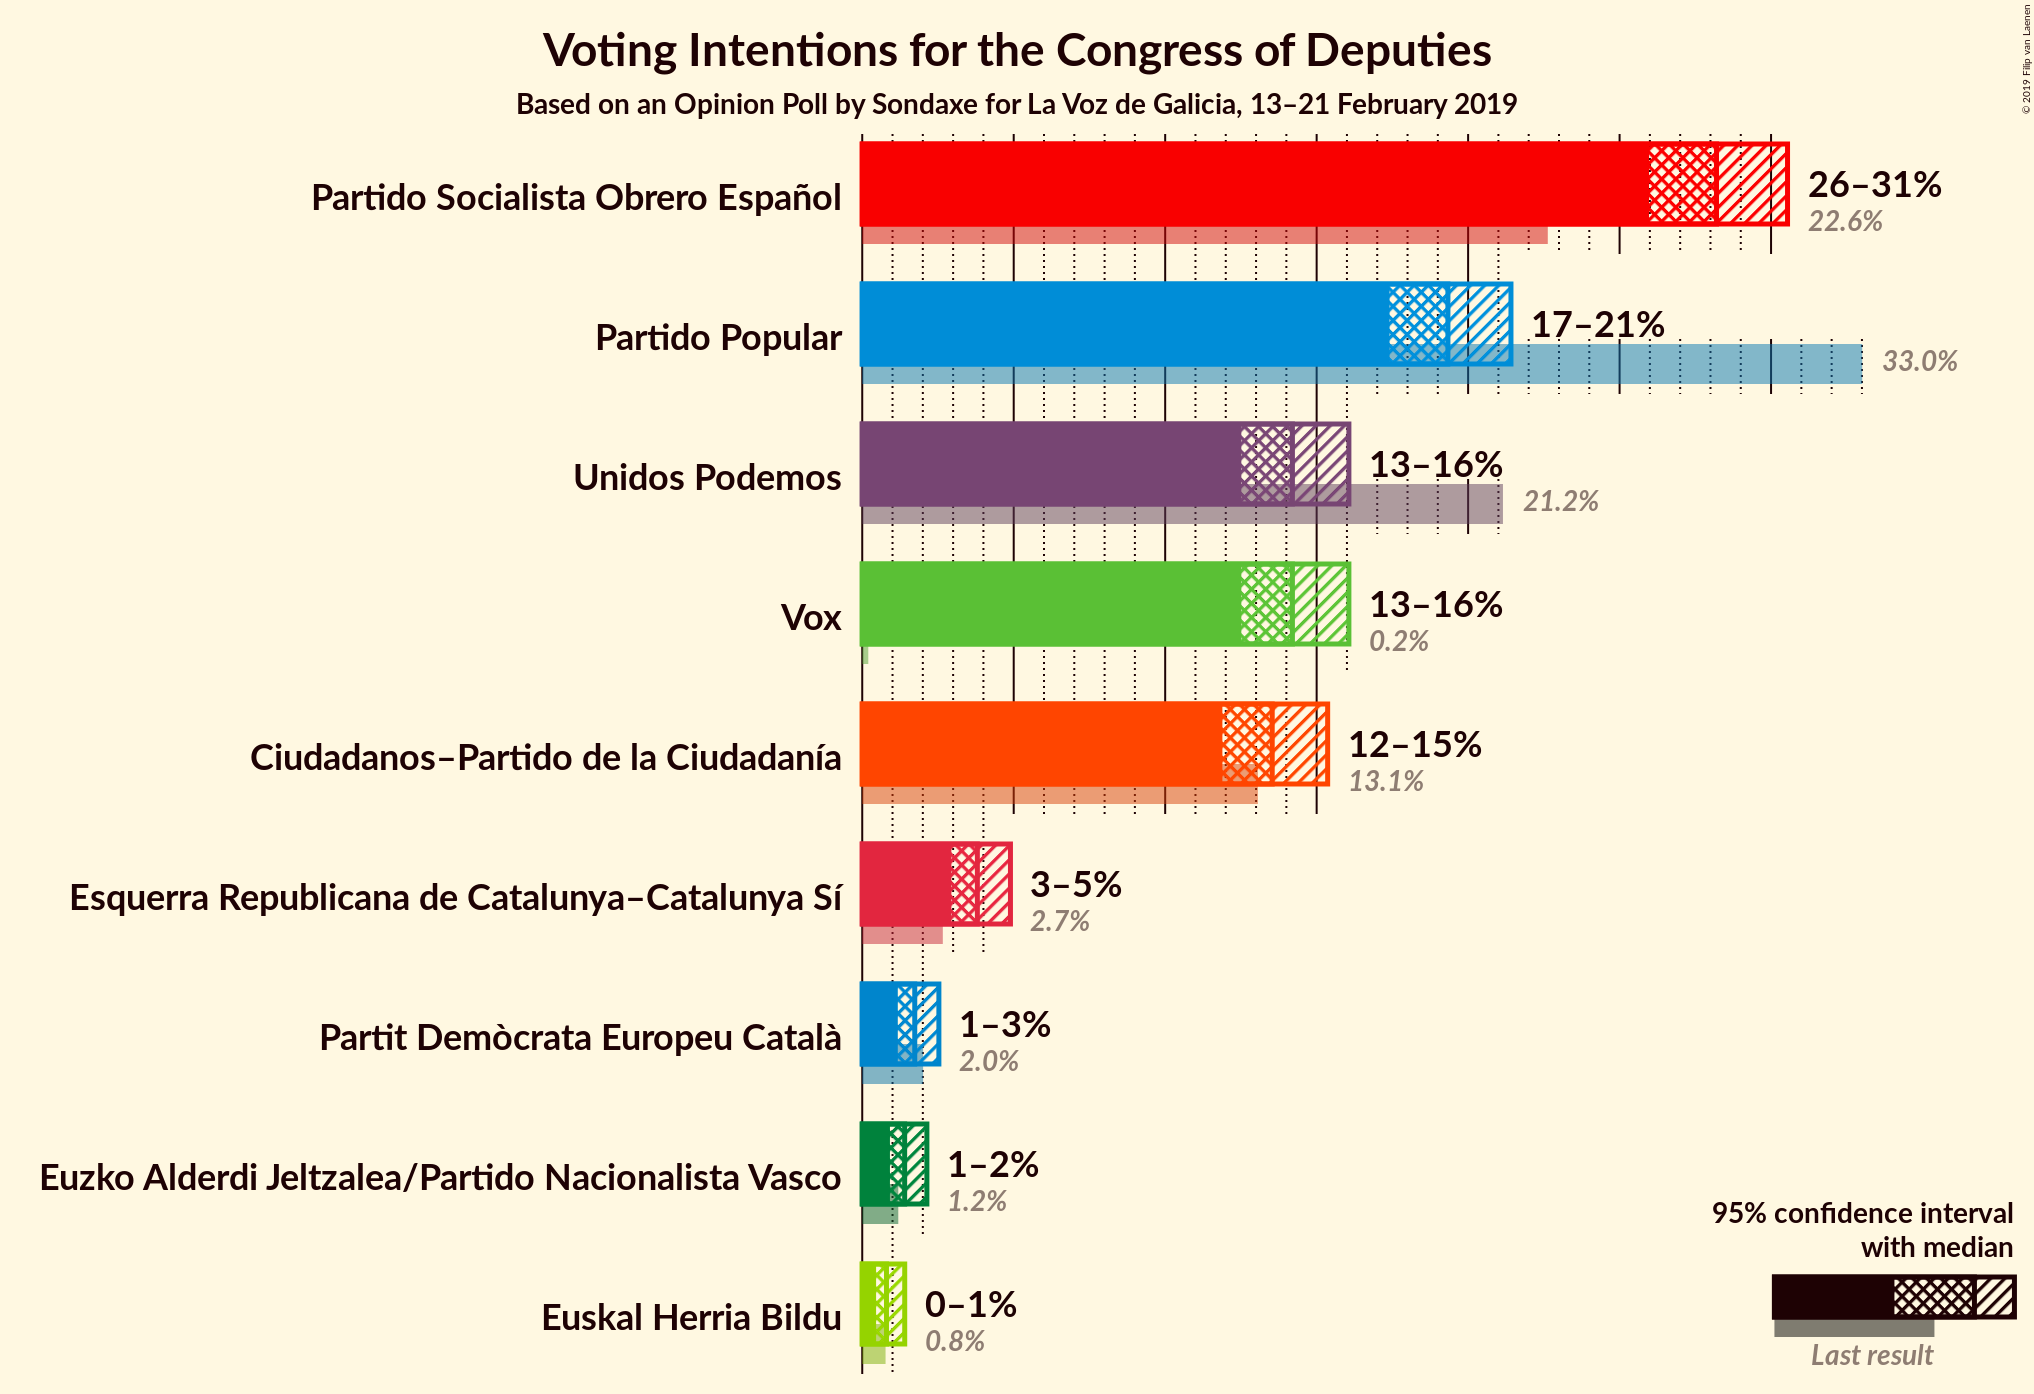 Voting Intentions for the Congress of Deputies
Based on an Opinion Poll by Sondaxe for La Voz de Galicia, 13–21 February 2019
© 2019 Filip van Laenen
Partido Socialista Obrero Español
26–31%
22.6%
Partido Popular
17–21%
33.0%
Unidos Podemos
13–16%
21.2%
Vox
13–16%
0.2%
Ciudadanos–Partido de la Ciudadanía
12–15%
13.1%
Esquerra Republicana de Catalunya–Catalunya Sí
3–5%
2.7%
Partit Demòcrata Europeu Català
1–3%
2.0%
Euzko Alderdi Jeltzalea/Partido Nacionalista Vasco
1–2%
1.2%
Euskal Herria Bildu
0–1%
0.8%
95% confidence interval
with median
Last result